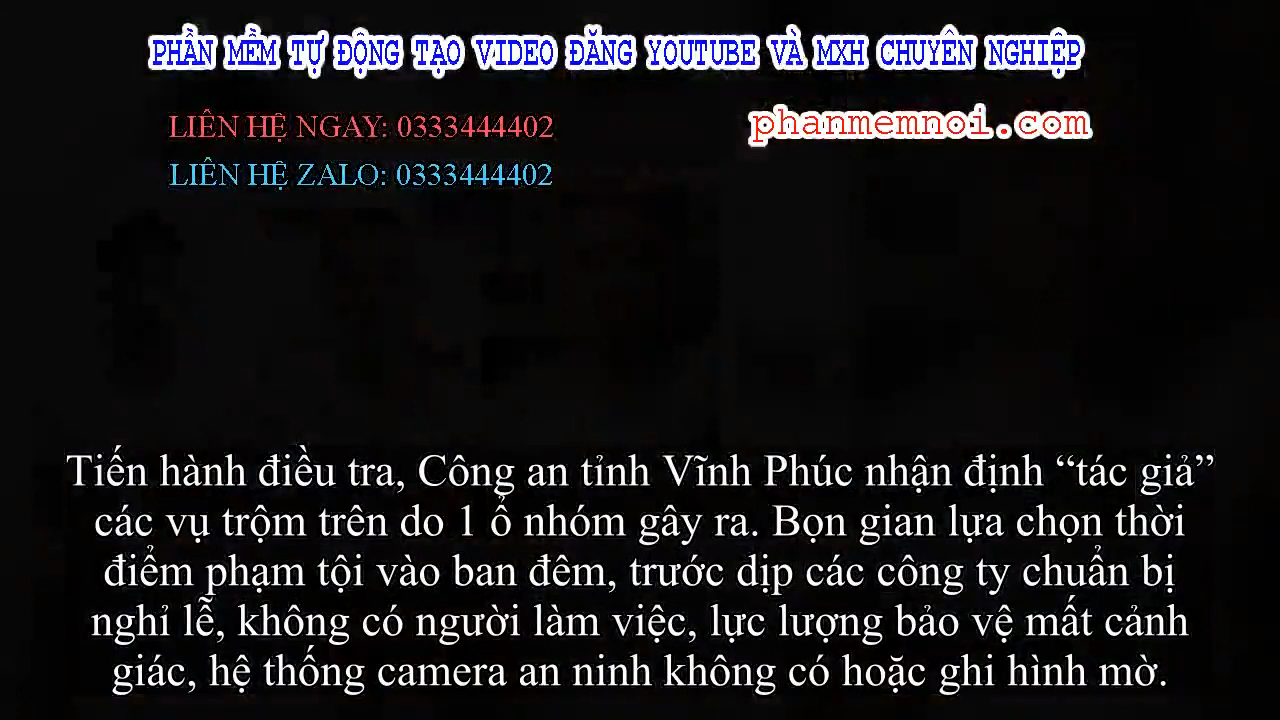 PHẦN MỀM TỰ ĐỘNG TẠO VIDEO ĐĂNG YOUTUBE VÀ MXH CHUYÊN NGHIỆP
LIÊN HỆ NGAY: 0333444402
phanmemnoi.com
LIÊN HỆ ZALO: 0333444402
Tiến hành điều tra, Công an tỉnh Vĩnh Phúc nhận định “tác giả”
các vụ trộm trên do 1 ổ nhóm gây ra. Bọn gian lựa chọn thời
điểm phạm tội vào ban đêm, trước dịp các công ty chuẩn bị
nghỉ lễ, không có người làm việc, lực lượng bảo vệ mất cảnh
giác, hệ thống camera an ninh không có hoặc ghi hình mờ.